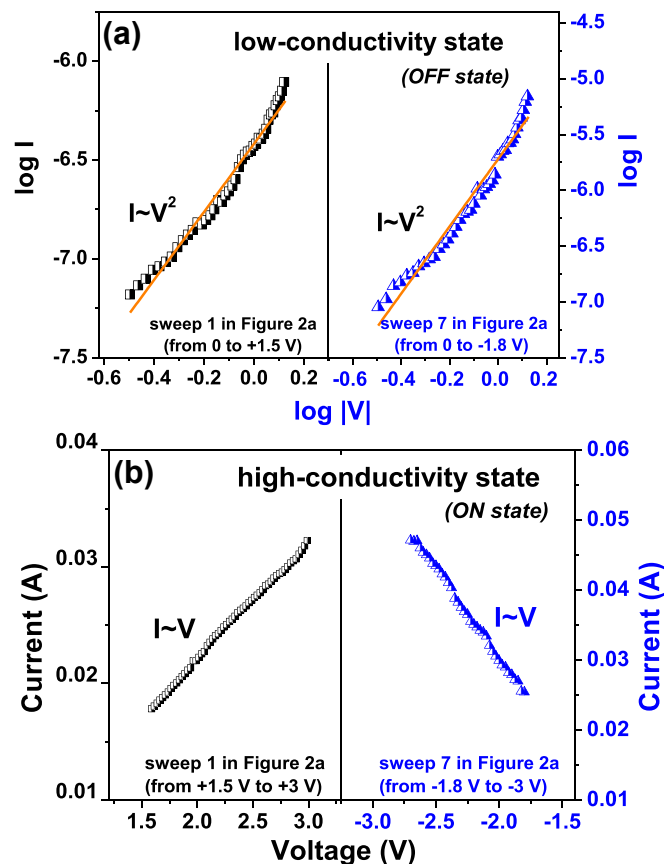 (a)
low-conductivity state
(OFF state)
-6.0
-6.5
-7.0
-7.5
log I
I~V²
I~V²
sweep 1 in Figure 2a
(from 0 to +1.5 V)
sweep 7 in Figure 2a
(from 0 to -1.8 V)
-4.5
-5.0
-5.5
-6.0
-6.5
-7.0
-7.5
log I
-0.6 -0.4 -0.2 0.0 -0.6 -0.4 -0.2 0.0 0.2
log |V|
(b)
high-conductivity state
(ON state)
0.04
0.03
0.02
0.01
Current (A)
I~V
I~V
sweep 1 in Figure 2a
(from +1.5 V to +3 V)
sweep 7 in Figure 2a
(from -1.8 V to -3 V)
0.06
0.05
0.04
0.03
0.02
0.01
Current (A)
1.5 2.0 2.5 3.0 -3.0 -2.5 -2.0 -1.5
Voltage (V)